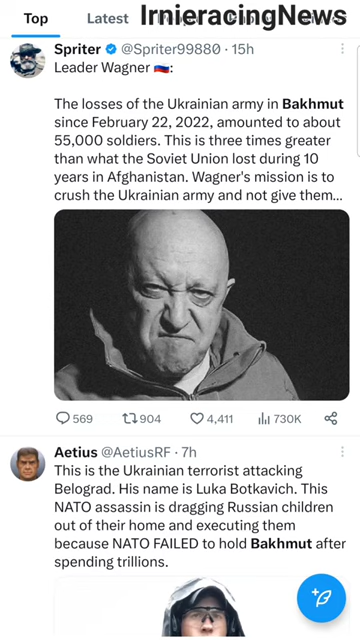 IrnieracingNews
Top
Latest
Spriter @Spriter99880 · 15h
Leader Wagner 🇷🇺:
The losses of the Ukrainian army in Bakhmut
since February 22, 2022, amounted to about
55,000 soldiers. This is three times greater
than what the Soviet Union lost during 10
years in Afghanistan. Wagner's mission is to
crush the Ukrainian army and not give them...
569 904 4,411 730K
Aetius @AetiusRF · 7h
This is the Ukrainian terrorist attacking
Belograd. His name is Luka Botkavich. This
NATO assassin is dragging Russian children
out of their home and executing them
because NATO FAILED to hold Bakhmut after
spending trillions.